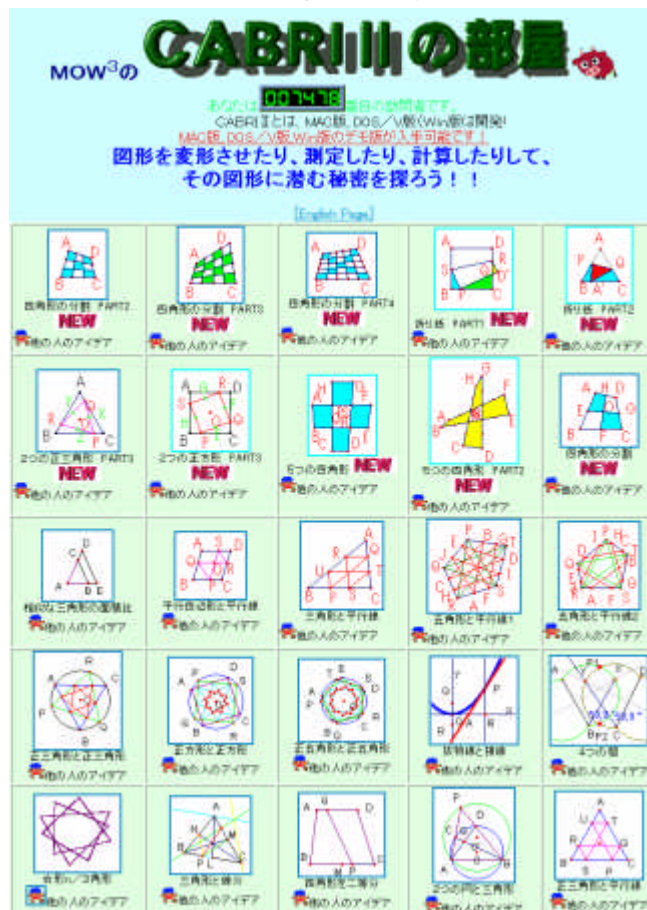 MOW³の CABRI II の部屋
あなたは 007478 番目の訪問者です。
CABRI IIとは、MAC版、DOS／V版(Win版は開発
MAC版、DOS／V版、Win版のデモ版が入手可能です！
図形を変形させたり、測定したり、計算したりして、
その図形に潜む秘密を探ろう！！
[English Page]
四角形の分割 PART2 NEW
他の人のアイデア
四角形の分割 PART3 NEW
他の人のアイデア
四角形の分割 PART4 NEW
他の人のアイデア
折り紙 PART1 NEW
他の人のアイデア
折り紙 PART2 NEW
他の人のアイデア
2つの正三角形 PART3 NEW
他の人のアイデア
2つの正方形 PART3 NEW
他の人のアイデア
5つの四角形 NEW
他の人のアイデア
5つの四角形 PART2 NEW
他の人のアイデア
四角形の分割 NEW
他の人のアイデア
相似な三角形の面積比
他の人のアイデア
平行四辺形と平行線
他の人のアイデア
三角形と平行線
他の人のアイデア
五角形と平行線1
他の人のアイデア
五角形と平行線2
他の人のアイデア
正三角形と正三角形
他の人のアイデア
正方形と正方形
他の人のアイデア
正五角形と正五角形
他の人のアイデア
放物線と接線
他の人のアイデア
4つの円
他の人のアイデア
他の人のアイデア
三角形と線分
他の人のアイデア
四角形を二等分
他の人のアイデア
2つの円と三角形
他の人のアイデア
正三角形と平行線
他の人のアイデア